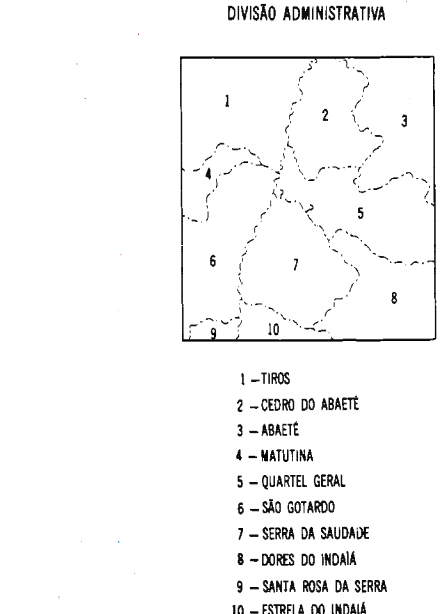 DIVISÃO ADMINISTRATIVA
1
2
3
4
?
5
6
7
8
9
10
1 – TIROS
2 – CEDRO DO ABAETÉ
3 – ABAETÉ
4 – MATUTINA
5 – QUARTEL GERAL
6 – SÃO GOTARDO
7 – SERRA DA SAUDADE
8 – DORES DO INDAIÁ
9 – SANTA ROSA DA SERRA
10 – ESTRELA DO INDAIÁ